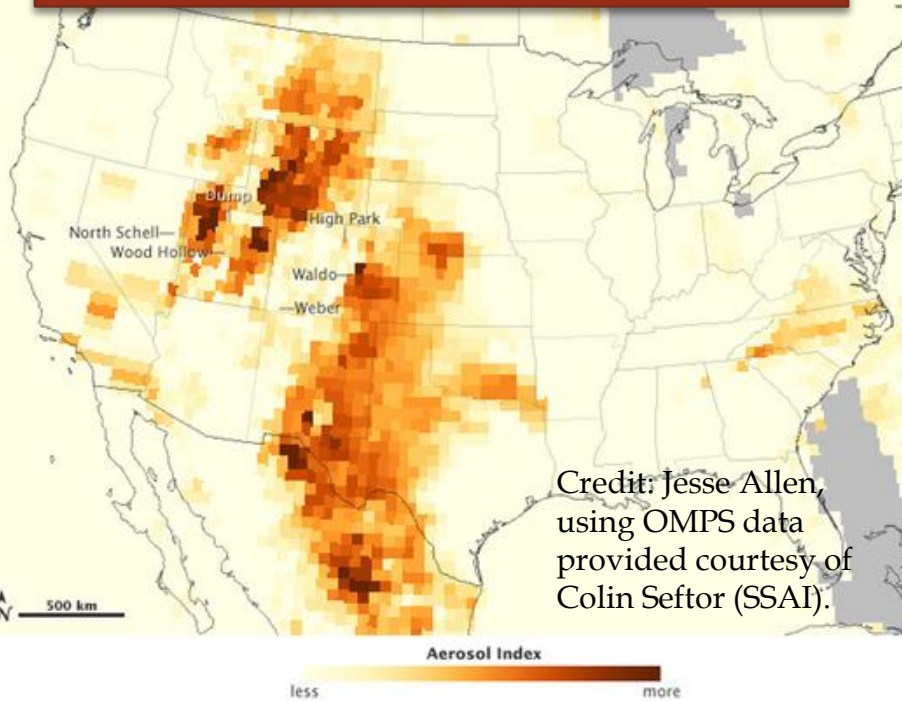 Dump
High Park
North Schell
Wood Hollow
Waldo
Weber
Credit: Jesse Allen,
using OMPS data
provided courtesy of
Colin Seftor (SSAI).
N
500 km
Aerosol Index
less
more